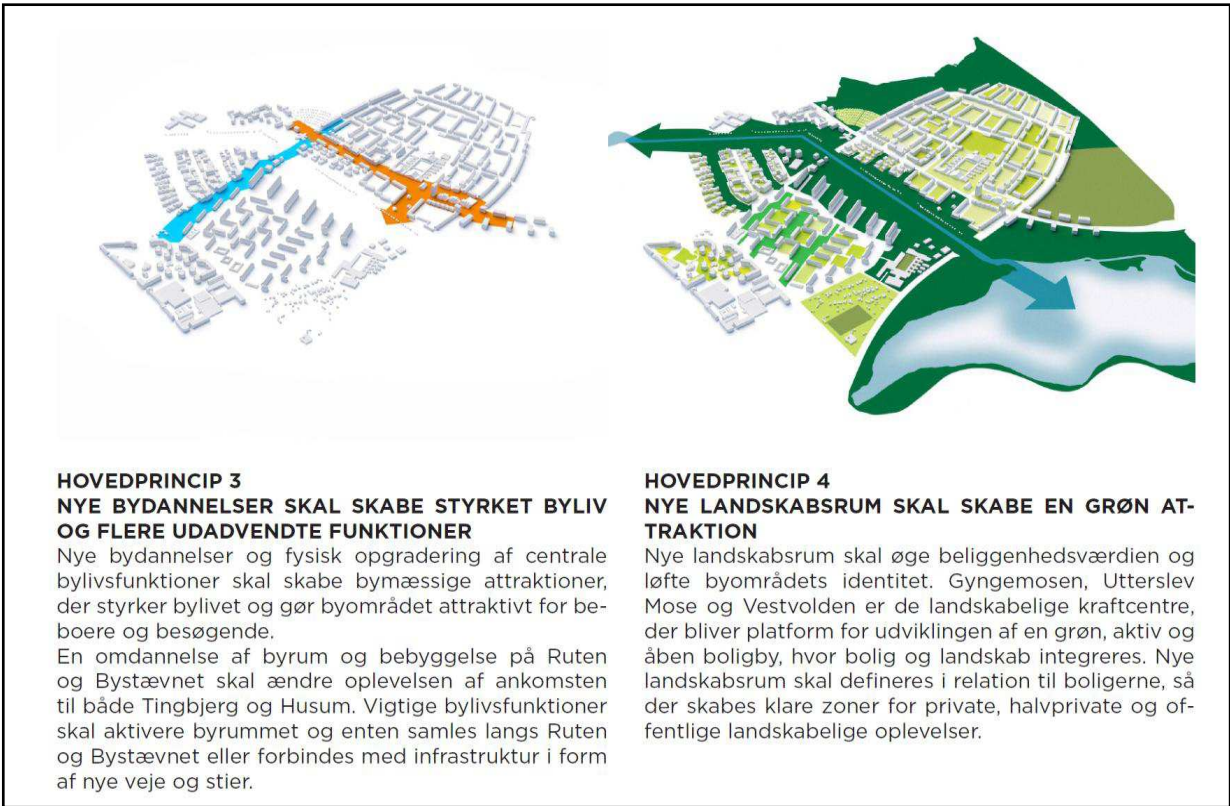 HOVEDPRINCIP 3
NYE BYDANNELSER SKAL SKABE STYRKET BYLIV
OG FLERE UDADVENDTE FUNKTIONER
Nye bydannelser og fysisk opgradering af centrale
bylivsfunktioner skal skabe bymæssige attraktioner,
der styrker bylivet og gør byområdet attraktivt for be-
boere og besøgende.
En omdannelse af byrum og bebyggelse på Ruten
og Bystævnet skal ændre oplevelsen af ankomsten
til både Tingbjerg og Husum. Vigtige bylivsfunktioner
skal aktivere byrummet og enten samles langs Ruten
og Bystævnet eller forbindes med infrastruktur i form
af nye veje og stier.
HOVEDPRINCIP 4
NYE LANDSKABSRUM SKAL SKABE EN GRØN AT-
TRAKTION
Nye landskabsrum skal øge beliggenhedsværdien og
løfte byområdets identitet. Gyngemosen, Utterslev
Mose og Vestvolden er de landskabelige kraftcentre,
der bliver platform for udviklingen af en grøn, aktiv og
åben boligby, hvor bolig og landskab integreres. Nye
landskabsrum skal defineres i relation til boligerne, så
der skabes klare zoner for private, halvprivate og of-
fentlige landskabelige oplevelser.